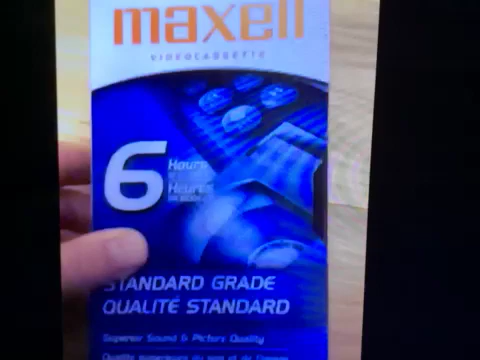 maxell
VIDEOCASSETTE
6 Hours
Heures
STANDARD GRADE
QUALITÉ STANDARD
Superior Sound & Picture Quality